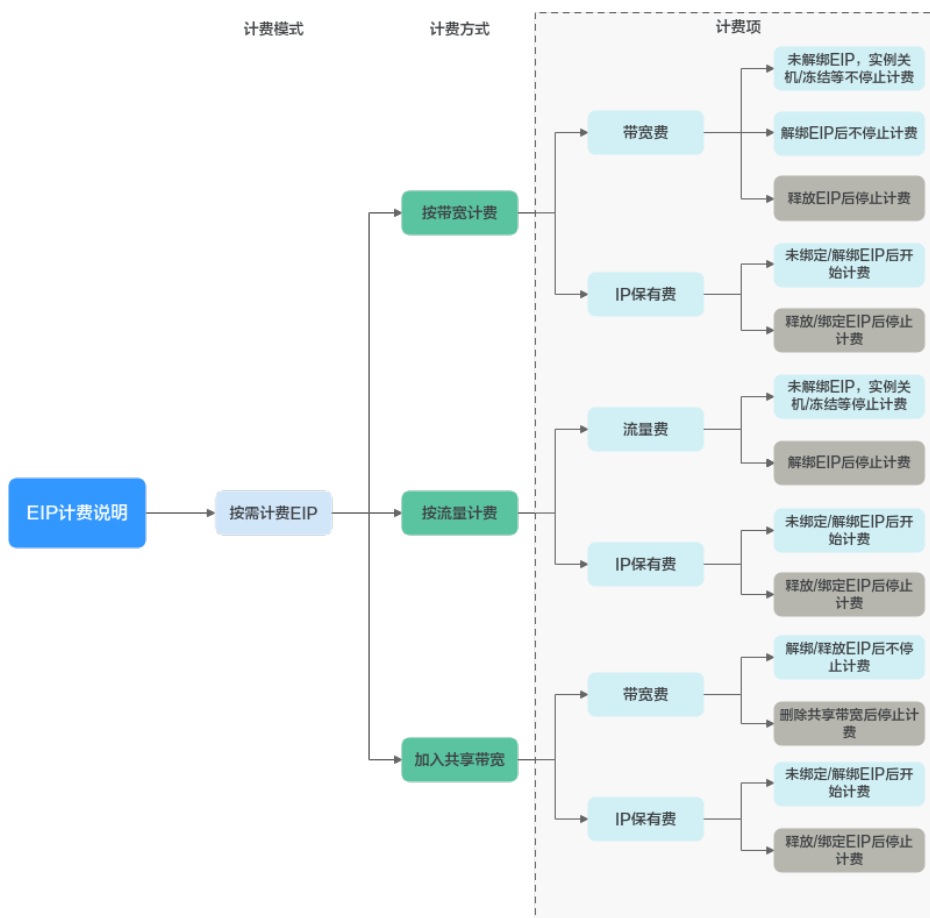 计费模式
计费方式
计费项
EIP计费说明
按需计费EIP
按带宽计费
带宽费
未解绑EIP，实例关
机/冻结等不停止计费
解绑EIP后不停止计费
释放EIP后停止计费
IP保有费
未绑定/解绑EIP后开
始计费
释放/绑定EIP后停止
计费
按流量计费
流量费
未解绑EIP，实例关
机/冻结等停止计费
解绑EIP后停止计费
IP保有费
未绑定/解绑EIP后开
始计费
释放/绑定EIP后停止
计费
加入共享带宽
带宽费
解绑/释放EIP后不停
止计费
删除共享带宽后停止计
费
IP保有费
未绑定/解绑EIP后开
始计费
释放/绑定EIP后停止
计费